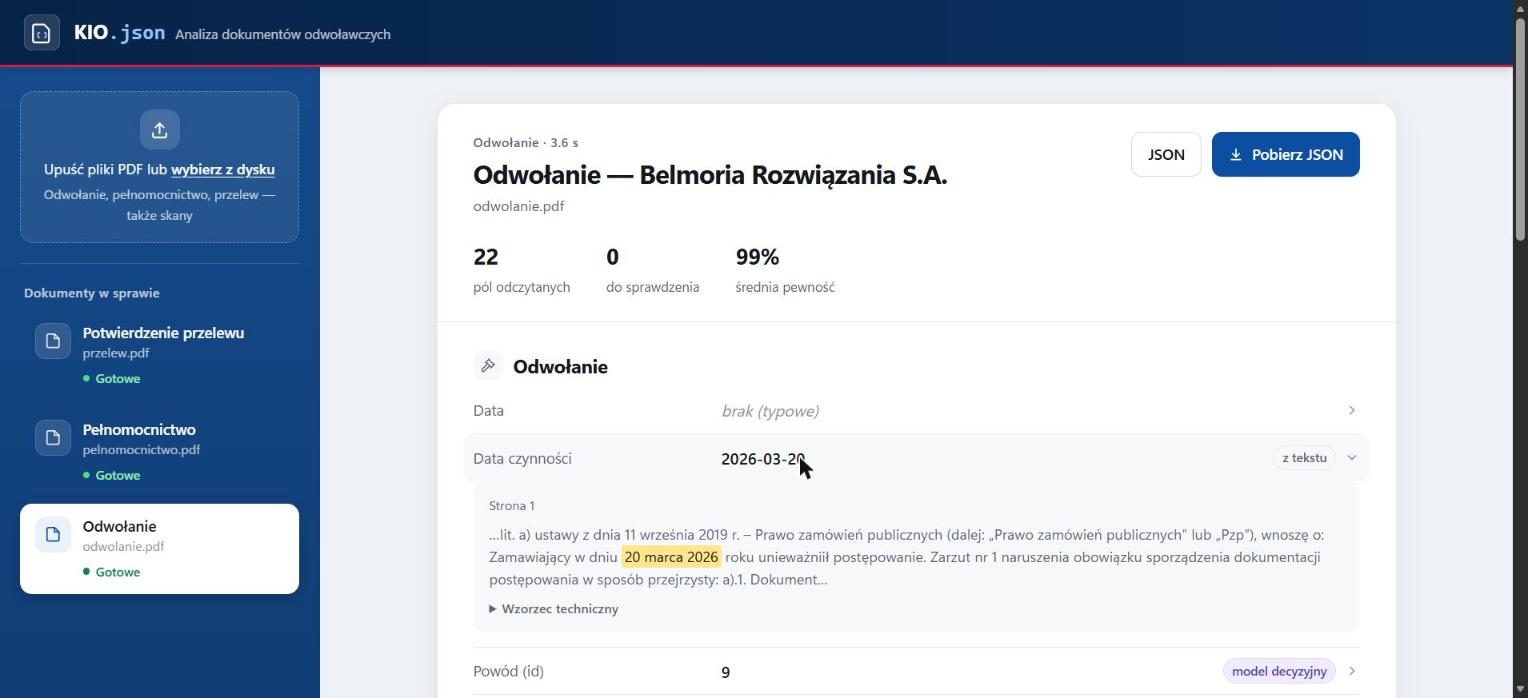 KIO.json Analiza dokumentów odwoławczych
Upuść pliki PDF lub wybierz z dysku
Odwołanie, pełnomocnictwo, przelew —
także skany
Dokumenty w sprawie
Potwierdzenie przelewu
przelew.pdf
Gotowe
Pełnomocnictwo
pelnomocnictwo.pdf
Gotowe
Odwołanie
odwolanie.pdf
Gotowe
Odwołanie · 3.6 s
Odwołanie — Belmoria Rozwiązania S.A.
odwolanie.pdf
JSON
Pobierz JSON
22
pól odczytanych
0
do sprawdzenia
99%
średnia pewność
Odwołanie
Data
brak (typowe)
Data czynności
2026-03-20
z tekstu
Strona 1
...lit. a) ustawy z dnia 11 września 2019 r. – Prawo zamówień publicznych (dalej: „Prawo zamówień publicznych” lub „Pzp”), wnoszę o:
Zamawiający w dniu 20 marca 2026 roku unieważnił postępowanie. Zarzut nr 1 naruszenia obowiązku sporządzenia dokumentacji
postępowania w sposób przejrzysty: a).1. Dokument...
Wzorzec techniczny
Powód (id)
9
model decyzyjny